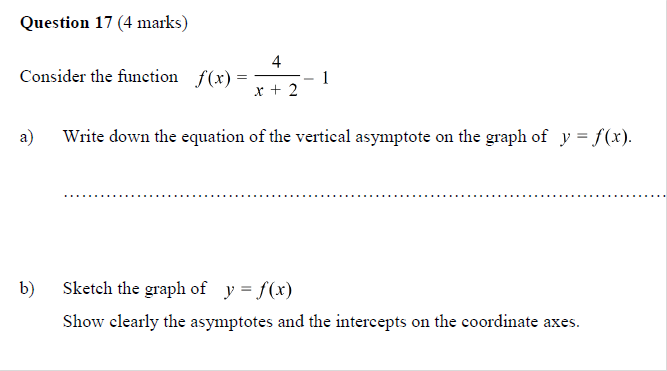 Question 17 (4 marks)
Consider the function f(x) = 4/(x + 2) − 1
a) Write down the equation of the vertical asymptote on the graph of y = f(x).
b) Sketch the graph of y = f(x)
Show clearly the asymptotes and the intercepts on the coordinate axes.